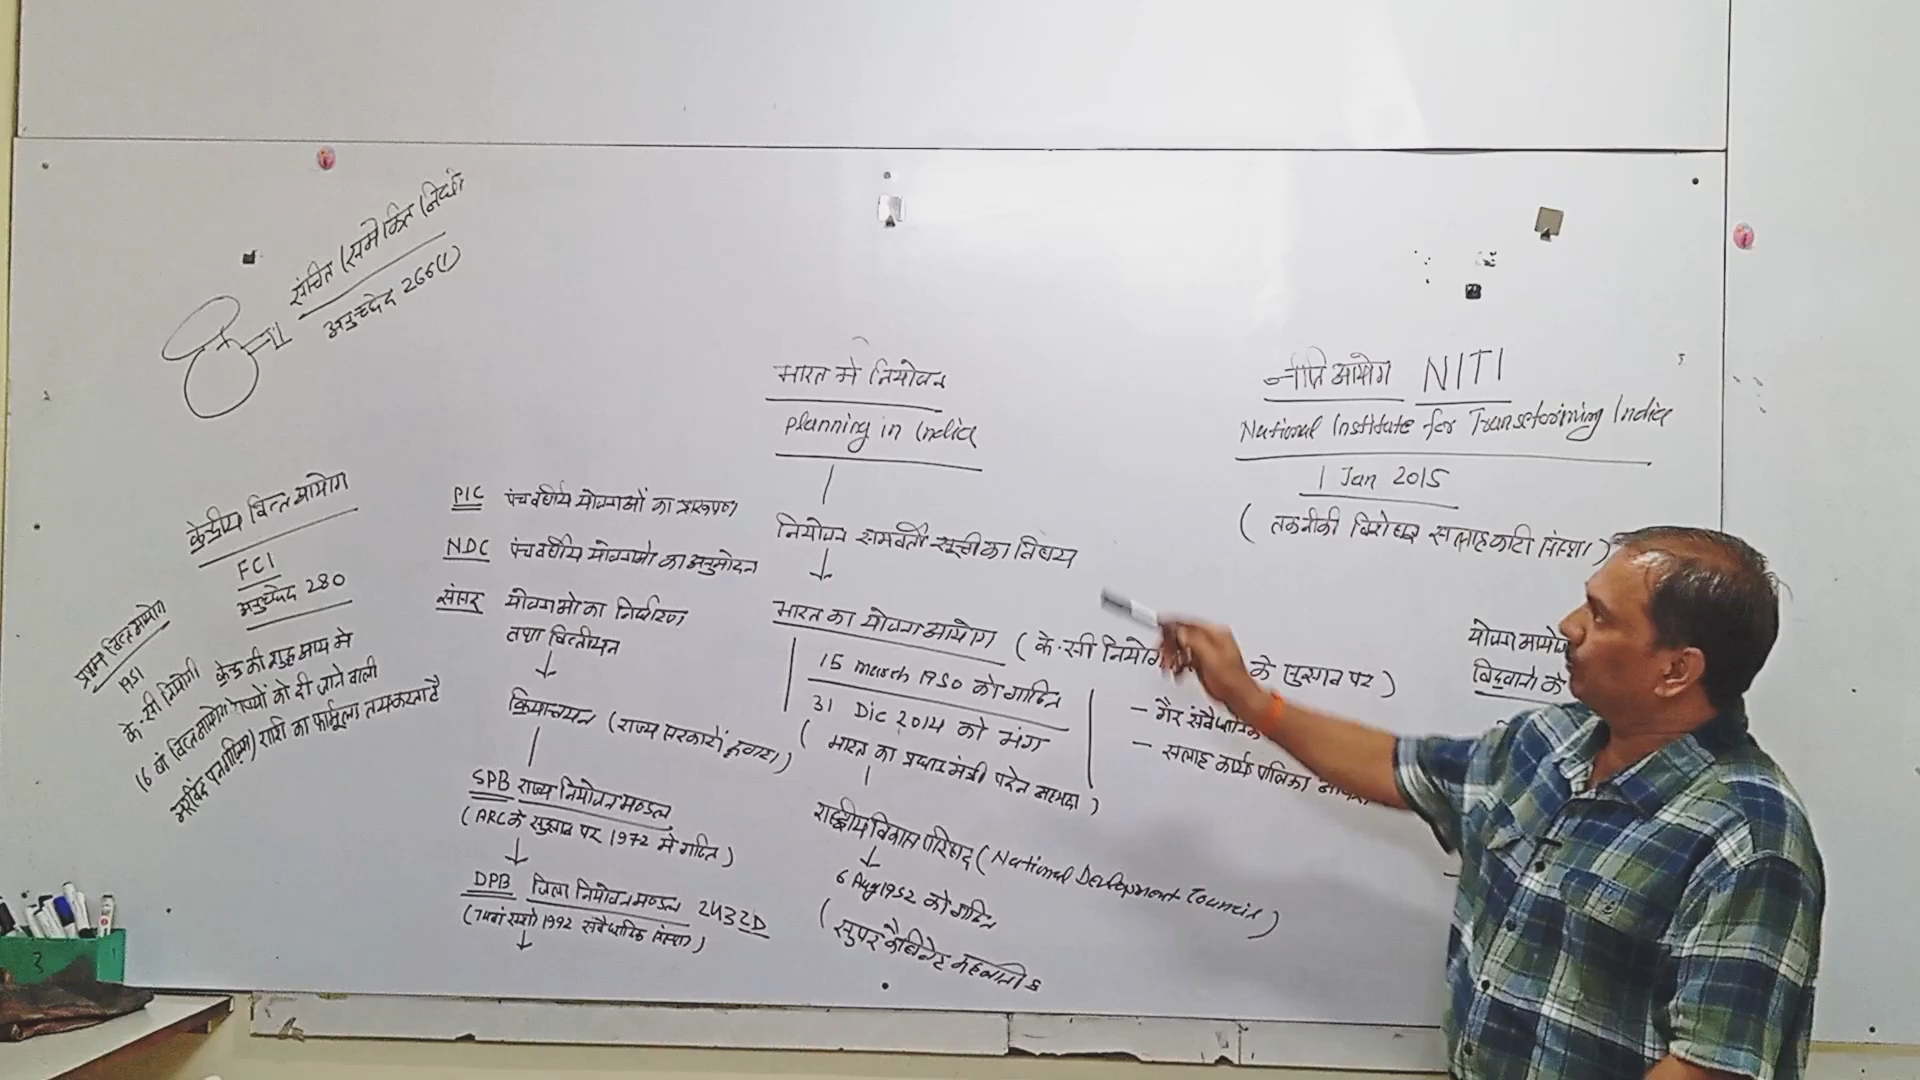 संचित (समेकित निधि)
अनुच्छेद 266(1)
केन्द्रीय वित्त आयोग
FCI
अनुच्छेद 280
प्रथम वित्त आयोग
1951
के.सी नियोगी
केन्द्र की शुद्ध आय मे
राज्यों को दी जाने वाली
राशि का फार्मूला तय करता है
16 वां वित्त आयोग
अरविंद पनगढ़िया)
PIC पंचवर्षीय योजनाओं का प्रारूपण
NDC पंचवर्षीय योजनाओ का अनुमोदन
संसद योजनाओ का निर्धारण
तथा वित्तीयन
क्रियान्वयन (राज्य सरकारों द्वारा)
SPB राज्य नियोजन मण्डल
(ARC के सुझाव पर 1972 मे गठित)
DPB जिला नियोजन मण्डल 243ZD
(74वां 1992 संवैधानिक संस्था)
भारत मे नियोजन
Planning in India
नियोजन समवर्ती सूची का विषय
भारत का योजना आयोग (के.सी नियोगी के सुझाव पर)
15 march 1950 को गठित
31 Dic 2014 को भंग
(भारत का प्रधानमंत्री पदेन अध्यक्ष)
- गैर संवैधानिक
- सलाह कार्यपालिका
राष्ट्रीय विकास परिषद (National Development Council)
6 Aug 1952 को गठित
(सुपर कैबिनेट
नीति आयोग NITI
National Institute for Transforming India
1 Jan 2015
(तकनीकी विशेषज्ञ सलाहकारी संस्था)
योजना आयोग
के
3